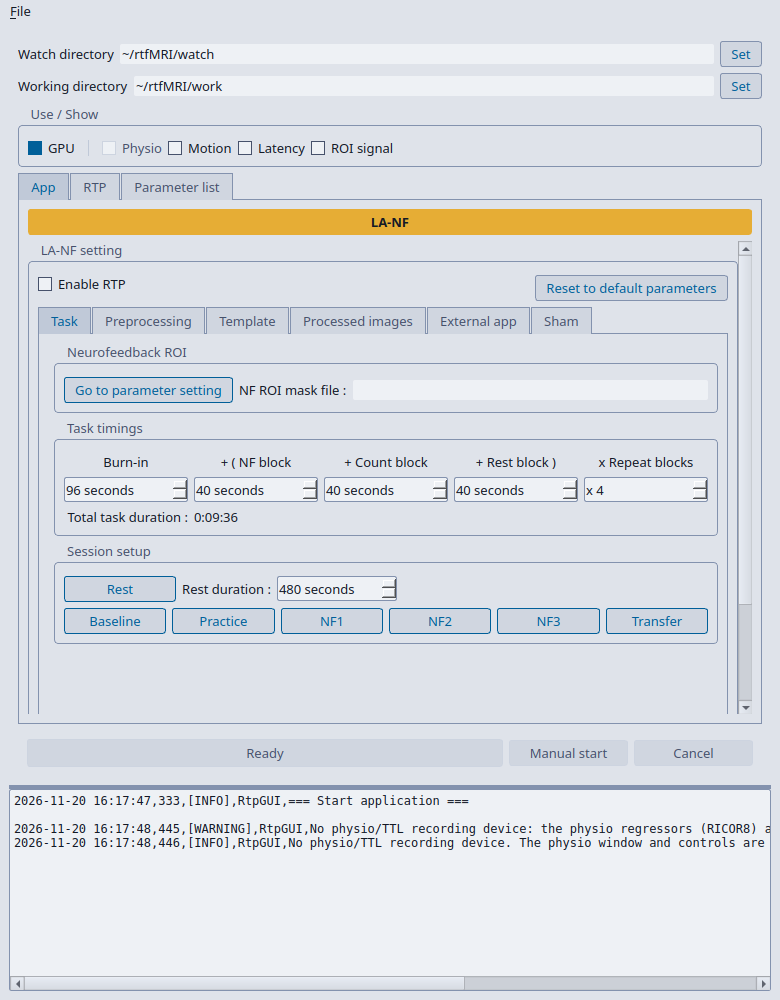 File
Watch directory ~/rtfMRI/watch Set
Working directory ~/rtfMRI/work Set
Use / Show
GPU Physio Motion Latency ROI signal
App RTP Parameter list
LA-NF
LA-NF setting
Enable RTP Reset to default parameters
Task Preprocessing Template Processed images External app Sham
Neurofeedback ROI
Go to parameter setting NF ROI mask file :
Task timings
Burn-in + ( NF block + Count block + Rest block ) x Repeat blocks
96 seconds 40 seconds 40 seconds 40 seconds x 4
Total task duration : 0:09:36
Session setup
Rest Rest duration : 480 seconds
Baseline Practice NF1 NF2 NF3 Transfer
Ready Manual start Cancel
2026-11-20 16:17:47,333,[INFO],RtpGUI,=== Start application ===
2026-11-20 16:17:48,445,[WARNING],RtpGUI,No physio/TTL recording device: the physio regressors (RICOR8) a
2026-11-20 16:17:48,446,[INFO],RtpGUI,No physio/TTL recording device. The physio window and controls are